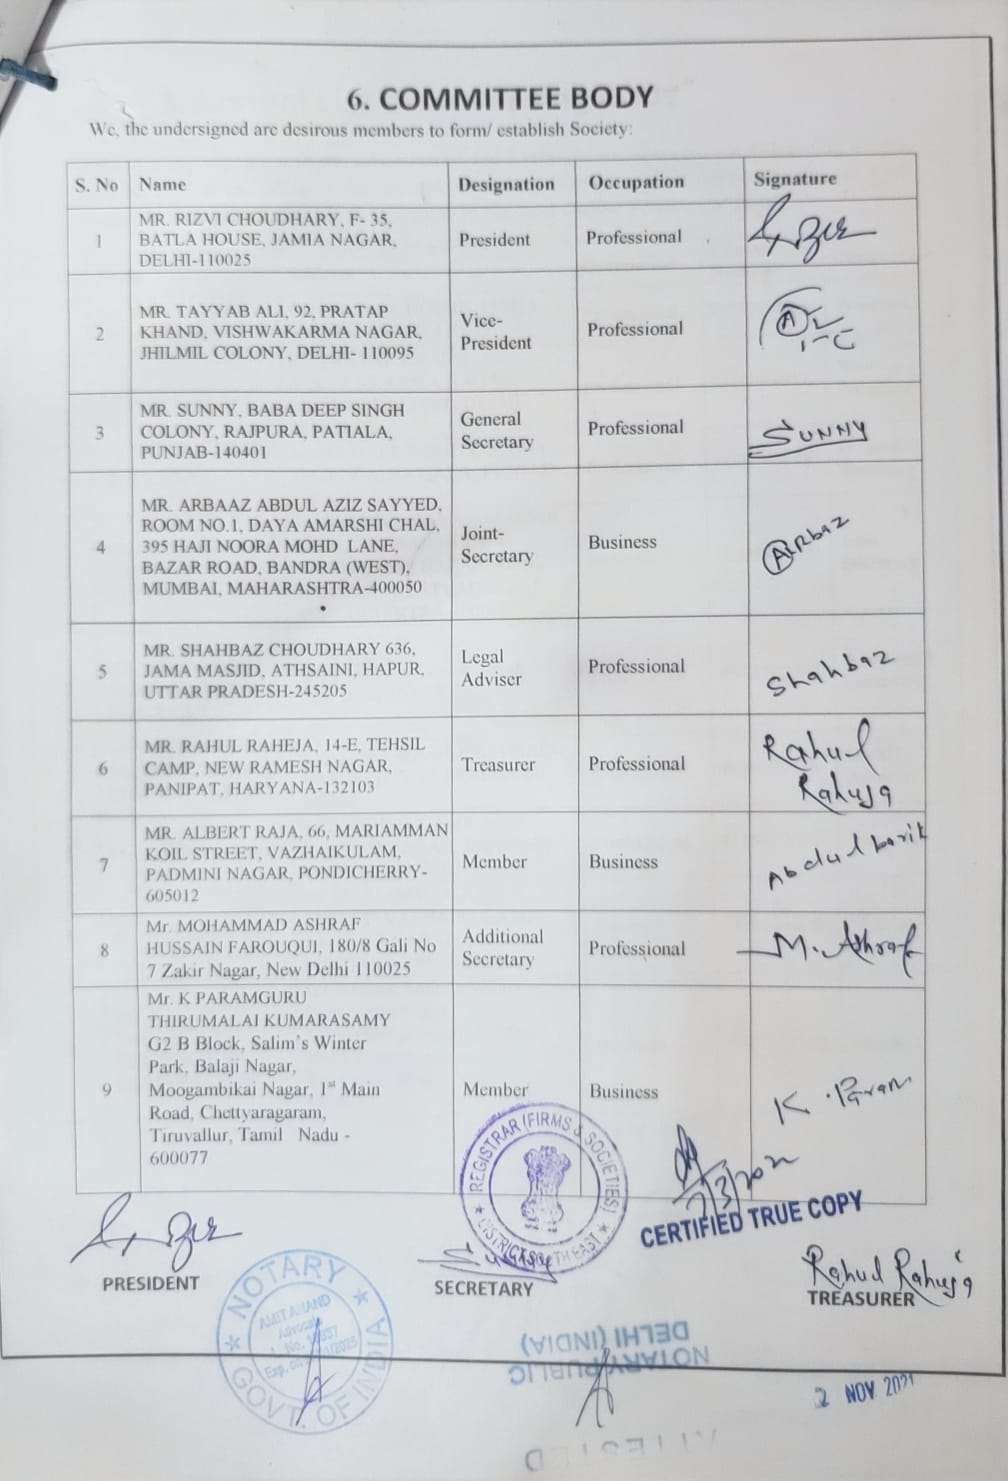 6. COMMITTEE BODY
We, the undersigned are desirous members to form/ establish Society:
S. No Name Designation Occupation Signature
1
MR. RIZVI CHOUDHARY, F- 35,
BATLA HOUSE, JAMIA NAGAR,
DELHI-110025
President
Professional
2
MR. TAYYAB ALI, 92, PRATAP
KHAND, VISHWAKARMA NAGAR,
JHILMIL COLONY, DELHI- 110095
Vice-
President
Professional
3
MR. SUNNY, BABA DEEP SINGH
COLONY, RAJPURA, PATIALA,
PUNJAB-140401
General
Secretary
Professional
SUNNY
4
MR. ARBAAZ ABDUL AZIZ SAYYED,
ROOM NO.1, DAYA AMARSHI CHAL,
395 HAJI NOORA MOHD LANE,
BAZAR ROAD, BANDRA (WEST),
MUMBAI, MAHARASHTRA-400050
Joint-
Secretary
Business
ARbaz
5
MR. SHAHBAZ CHOUDHARY 636,
JAMA MASJID, ATHSAINI, HAPUR,
UTTAR PRADESH-245205
Legal
Adviser
Professional
Shahbaz
6
MR. RAHUL RAHEJA, 14-E, TEHSIL
CAMP, NEW RAMESH NAGAR,
PANIPAT, HARYANA-132103
Treasurer
Professional
Rahul
Rahuja
7
MR. ALBERT RAJA, 66, MARIAMMAN
KOIL STREET, VAZHAIKULAM,
PADMINI NAGAR, PONDICHERRY-
605012
Member
Business
Abdul
8
Mr. MOHAMMAD ASHRAF
HUSSAIN FAROUQUI, 180/8 Gali No
7 Zakir Nagar, New Delhi 110025
Additional
Secretary
Professional
M. Ashraf
9
Mr. K PARAMGURU
THIRUMALAI KUMARASAMY
G2 B Block, Salim's Winter
Park, Balaji Nagar,
Moogambikai Nagar, 1st Main
Road, Chettyaragaram,
Tiruvallur, Tamil Nadu -
600077
Member
Business
K . Param
REGISTRAR (FIRMS & SOCIETIES)
DISTRICT SOUTH EAST
CERTIFIED TRUE COPY
PRESIDENT
Sunny
SECRETARY
Rahul Rahuja
TREASURER
NOTARY
AMIT ANAND
Advocate
GOVT. OF INDIA
NOTARY PUBLIC
DELHI (INDIA)
2 NOV 2021
ATTESTED